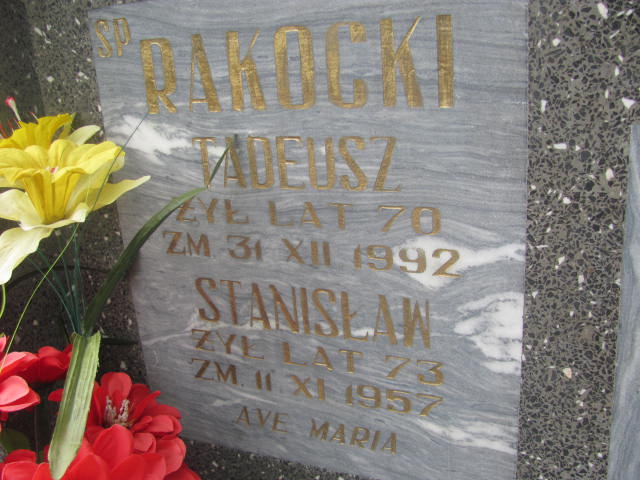 ŚP
RAKOCKI
TADEUSZ
ŻYŁ LAT 70
ZM. 31 XII 1992
STANISŁAW
ŻYŁ LAT 73
ZM. 11 XI 1957
AVE MARIA